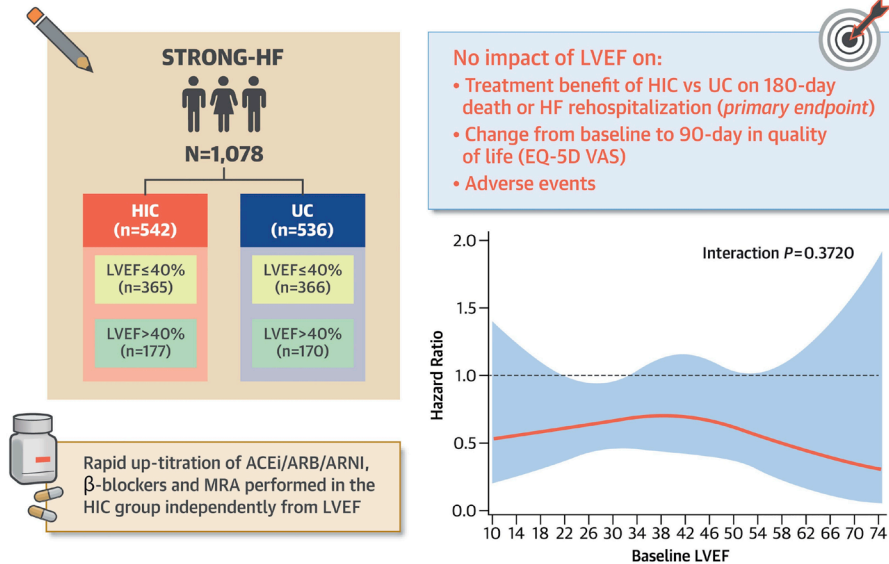 STRONG-HF
N=1,078
HIC
(n=542)
UC
(n=536)
LVEF≤40%
(n=365)
LVEF≤40%
(n=366)
LVEF>40%
(n=177)
LVEF>40%
(n=170)
Rapid up-titration of ACEi/ARB/ARNI,
β-blockers and MRA performed in the
HIC group independently from LVEF
No impact of LVEF on:
• Treatment benefit of HIC vs UC on 180-day
death or HF rehospitalization (primary endpoint)
• Change from baseline to 90-day in quality
of life (EQ-5D VAS)
• Adverse events
Interaction P=0.3720
Hazard Ratio
2.0
1.5
1.0
0.5
0.0
10 14 18 22 26 30 34 38 42 46 50 54 58 62 66 70 74
Baseline LVEF